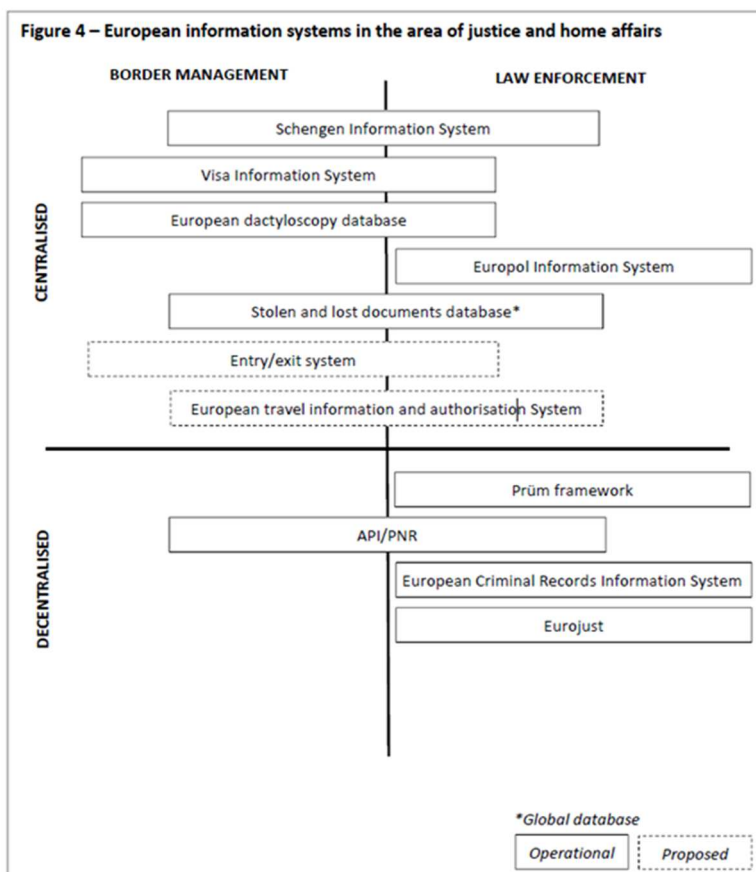 Figure 4 – European information systems in the area of justice and home affairs
BORDER MANAGEMENT
LAW ENFORCEMENT
CENTRALISED
Schengen Information System
Visa Information System
European dactyloscopy database
Europol Information System
Stolen and lost documents database*
Entry/exit system
European travel information and authorisation System
DECENTRALISED
Prüm framework
API/PNR
European Criminal Records Information System
Eurojust
*Global database
Operational
Proposed